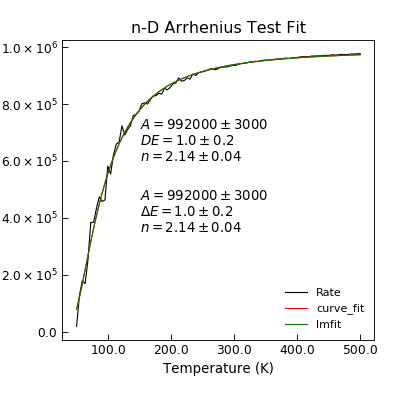 n-D Arrhenius Test Fit
1.0 × 10⁶
8.0 × 10⁵
6.0 × 10⁵
4.0 × 10⁵
2.0 × 10⁵
0.0
A = 992000 ± 3000
DE = 1.0 ± 0.2
n = 2.14 ± 0.04
A = 992000 ± 3000
ΔE = 1.0 ± 0.2
n = 2.14 ± 0.04
Rate
curve_fit
lmfit
100.0 200.0 300.0 400.0 500.0
Temperature (K)